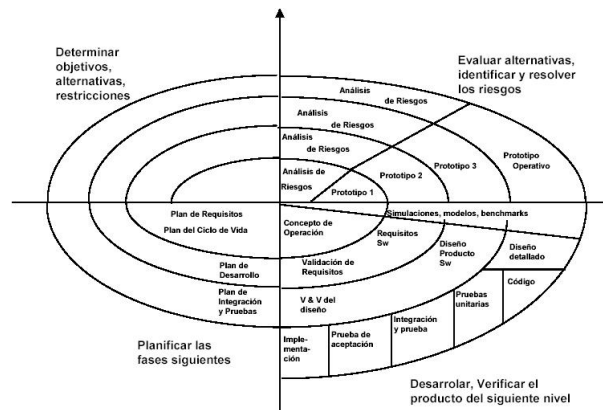 Determinar
objetivos,
alternativas,
restricciones
Evaluar alternativas,
identificar y resolver
los riesgos
Análisis
de Riesgos
Análisis
de Riesgos
Análisis
de Riesgos
Análisis de
Riesgos
Prototipo 1
Prototipo 2
Prototipo 3
Prototipo
Operativo
Simulaciones, modelos, benchmarks
Plan de Requisitos
Plan del Ciclo de Vida
Concepto de
Operación
Requisitos
Sw
Diseño
Producto
Sw
Diseño
detallado
Plan de
Desarrollo
Validación de
Requisitos
Código
Plan de
Integración
y Pruebas
V & V del
diseño
Pruebas
unitarias
Integración
y prueba
Prueba de
aceptación
Imple-
mentación
Planificar las
fases siguientes
Desarrolar, Verificar el
producto del siguiente nivel